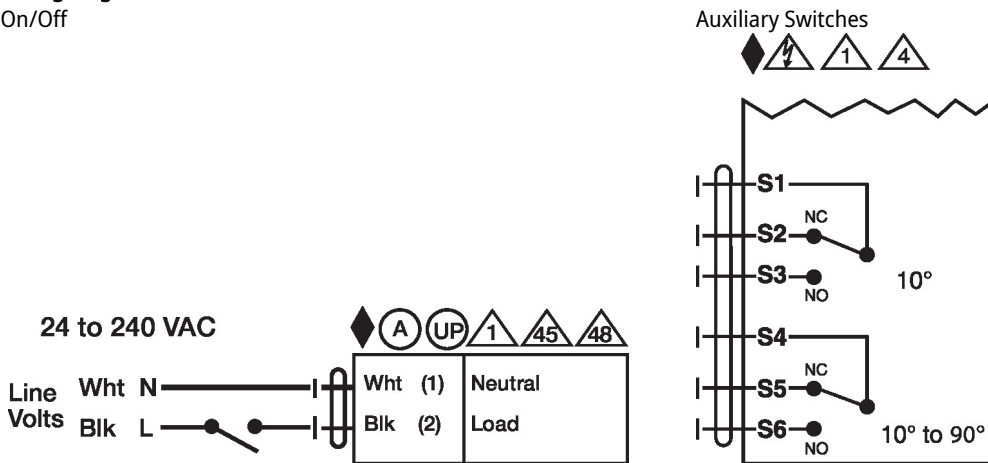 On/Off
Auxiliary Switches
1 4
S1
NC
S2
S3
NO
10°
S4
NC
S5
S6
NO
10° to 90°
24 to 240 VAC
A UP 1 45 48
Line Volts
Wht N
Blk L
Wht (1) Neutral
Blk (2) Load